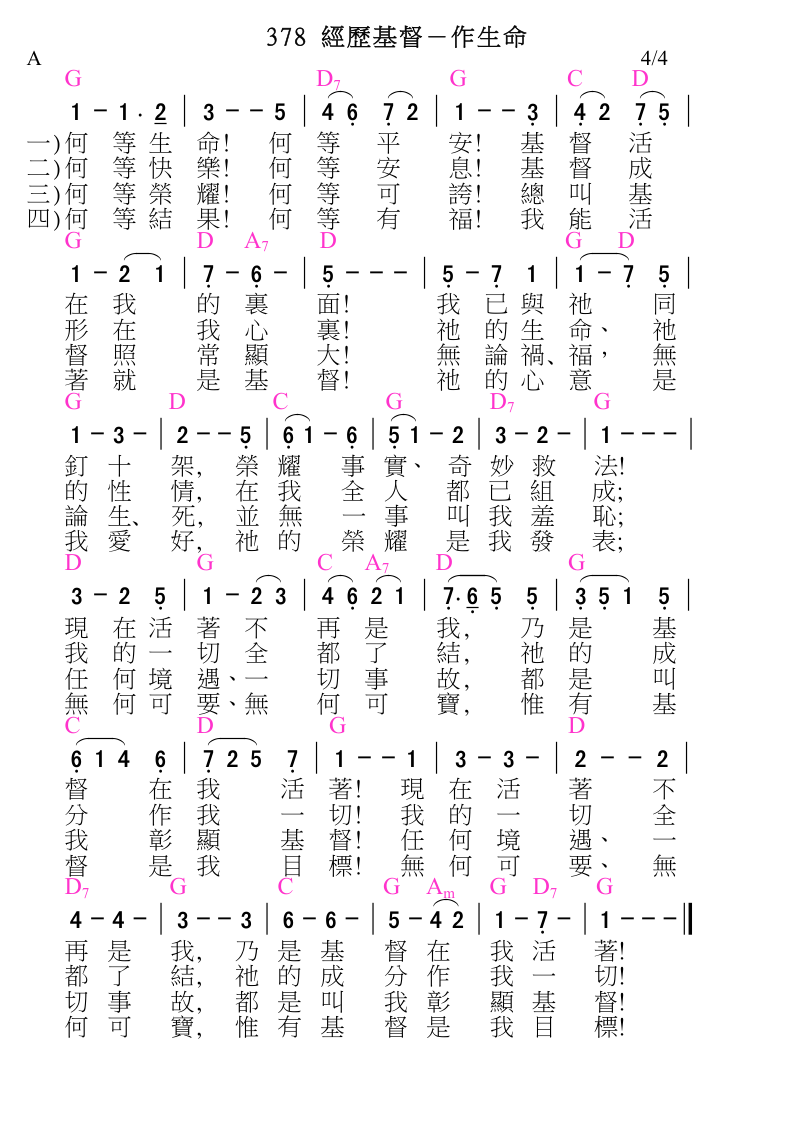 378 經歷基督－作生命
A 4/4
G D7 G C D
1 - 1 . 2 | 3 - - 5 | 4 6 7 2 | 1 - - 3 | 4 2 7 5 |
一)何 等 生 命! 何 等 平 安! 基 督 活
二)何 等 快 樂! 何 等 安 息! 基 督 成
三)何 等 榮 耀! 何 等 可 誇! 總 叫 基
四)何 等 結 果! 何 等 有 福! 我 能 活
G D A7 D G D
1 - 2 1 | 7 - 6 - | 5 - - - | 5 - 7 1 | 1 - 7 5 |
在 我 的 裏 面! 我 已 與 祂 同
形 在 我 心 裏! 祂 的 生 命、 祂
督 照 常 顯 大! 無 論 禍、福， 無
著 就 是 基 督! 祂 的 心 意 是
G D C G D7 G
1 - 3 - | 2 - - 5 | 6 1 - 6 | 5 1 - 2 | 3 - 2 - | 1 - - - |
釘 十 架, 榮 耀 事 實、 奇 妙 救 法!
的 性 情, 在 我 全 人 都 已 組 成;
論 生、 死, 並 無 一 事 叫 我 羞 恥;
我 愛 好, 祂 的 榮 耀 是 我 發 表;
D G C A7 D G
3 - 2 5 | 1 - 2 3 | 4 6 2 1 | 7 . 6 5 5 | 3 5 1 5 |
現 在 活 著 不 再 是 我, 乃 是 基
我 的 一 切 全 都 了 結, 祂 的 成
任 何 境 遇、一 切 事 故, 都 是 叫
無 何 可 要、無 何 可 寶, 惟 有 基
C D G D
6 1 4 6 | 7 2 5 7 | 1 - - 1 | 3 - 3 - | 2 - - 2 |
督 在 我 活 著! 現 在 活 著 不
分 作 我 一 切! 我 的 一 切 全
我 彰 顯 基 督! 任 何 境 遇、 一
督 是 我 目 標! 無 何 可 要、 無
D7 G C G Am G D7 G
4 - 4 - | 3 - - 3 | 6 - 6 - | 5 - 4 2 | 1 - 7 - | 1 - - - ||
再 是 我, 乃 是 基 督 在 我 活 著!
都 了 結, 祂 的 成 分 作 我 一 切!
切 事 故, 都 是 叫 我 彰 顯 基 督!
何 可 寶, 惟 有 基 督 是 我 目 標!